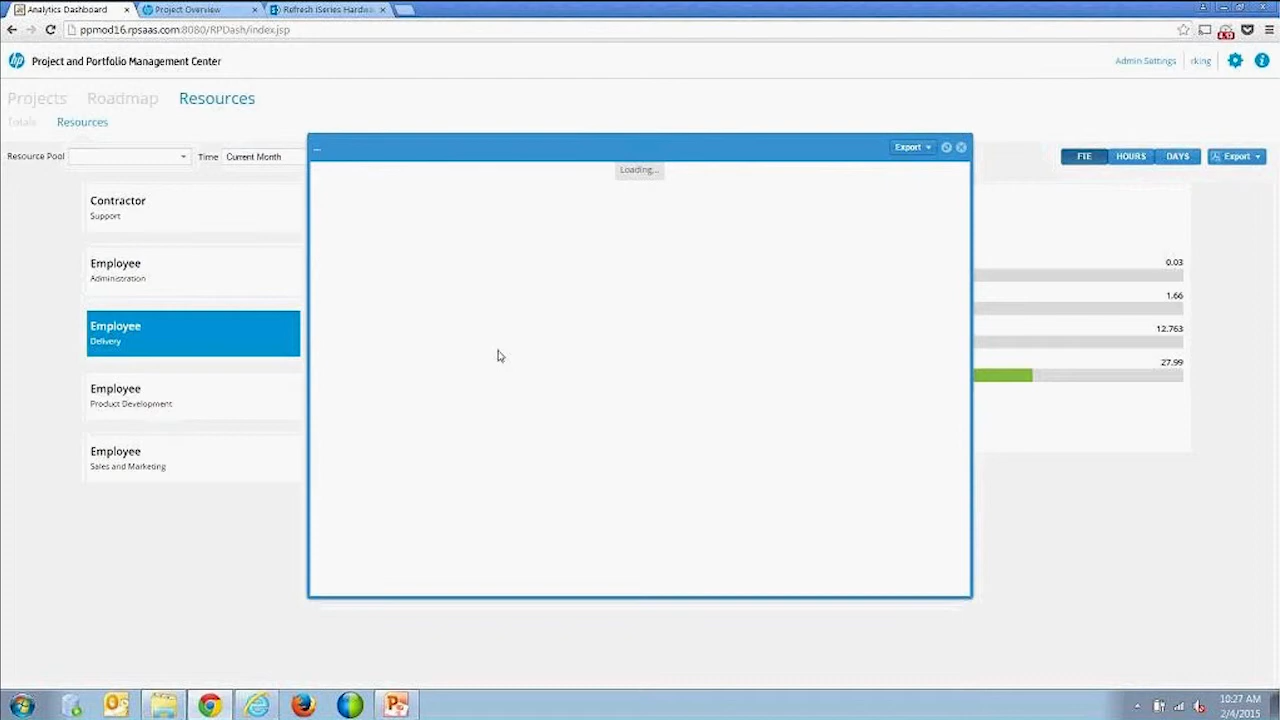 Analytics Dashboard
Project Overview
Refresh iSeries Hardwa
ppmod16.rpsaas.com:8080/RPDash/index.jsp
hp
Project and Portfolio Management Center
Admin Settings
rking
Projects
Roadmap
Resources
Totals
Resources
Resource Pool
Time
Current Month
FTE
HOURS
DAYS
Export
...
Export
Loading...
Contractor
Support
Employee
Administration
Employee
Delivery
Employee
Product Development
Employee
Sales and Marketing
0.03
1.66
12.763
27.99
10:27 AM
2/4/2015